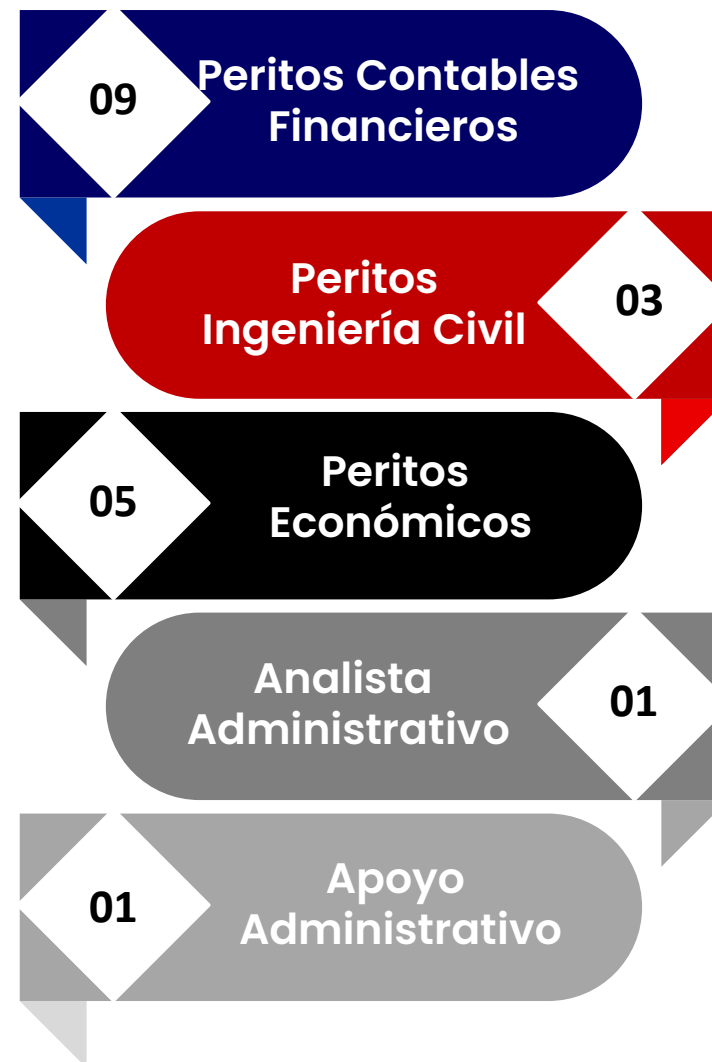 09
Peritos Contables
Financieros
Peritos
Ingeniería Civil
03
05
Peritos
Económicos
Analista
Administrativo
01
01
Apoyo
Administrativo